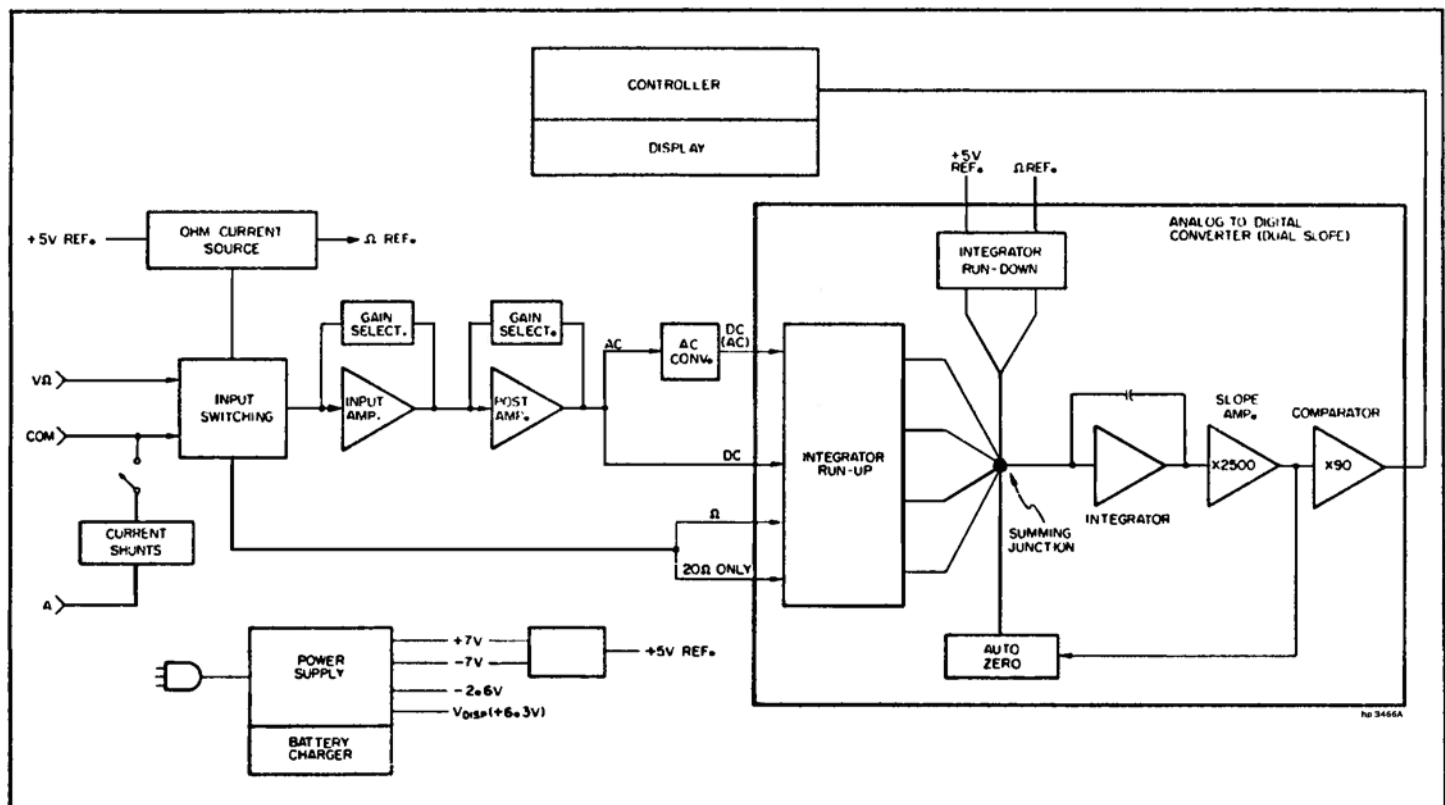 CONTROLLER
DISPLAY
+5V
REF.
Ω REF.
ANALOG TO DIGITAL
CONVERTER (DUAL SLOPE)
+5V REF.
OHM CURRENT
SOURCE
Ω REF.
INTEGRATOR
RUN-DOWN
GAIN
SELECT.
GAIN
SELECT.
AC
AC
CONV.
DC
(AC)
VΩ
INPUT
SWITCHING
INPUT
AMP.
POST
AMP.
COM
DC
INTEGRATOR
RUN-UP
SLOPE
AMP.
COMPARATOR
X2500
X90
INTEGRATOR
SUMMING
JUNCTION
CURRENT
SHUNTS
Ω
20Ω ONLY
A
POWER
SUPPLY
+7V
-7V
+5V REF.
-2.6V
VDISP(+6.3V)
BATTERY
CHARGER
AUTO
ZERO
hp 3466A